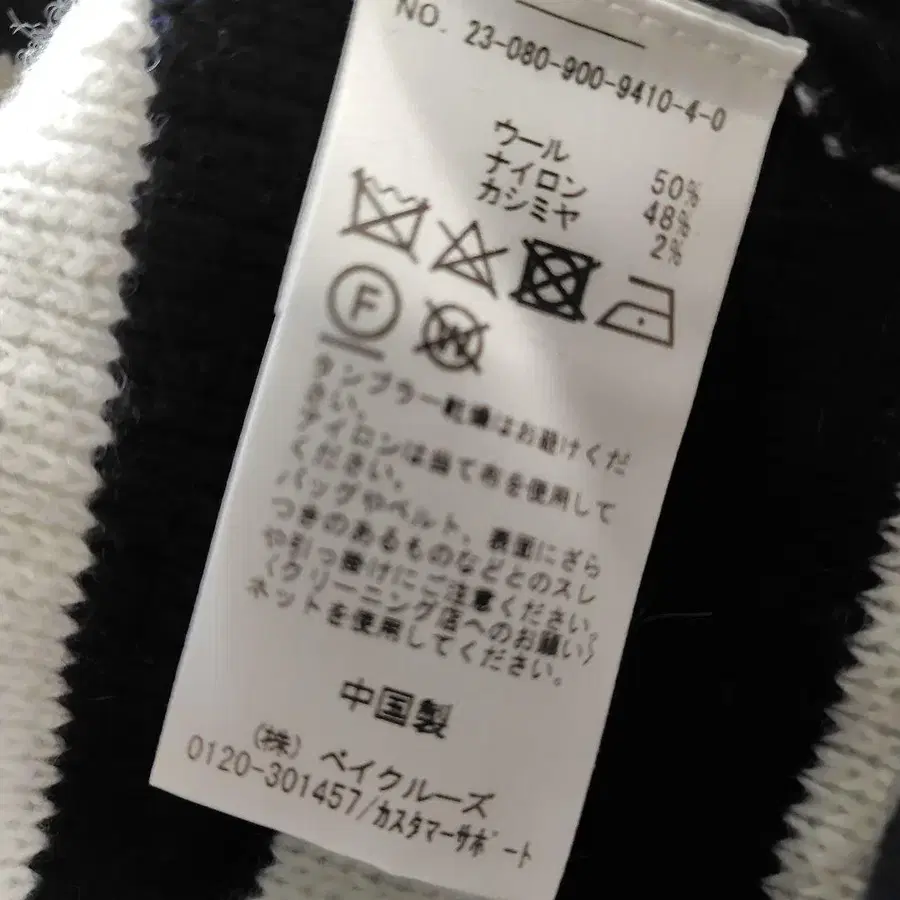 NO. 23-080-900-9410-4-0
ウール 50%
ナイロン 48%
カシミヤ 2%
F W
タンブラー乾燥はお避けくだ
さい。
アイロンは当て布を使用して
ください。
バッグやベルト、表面にざら
つきのあるものなどとのスレ
や引っ掛けにご注意ください。
〈クリーニング店へのお願い〉
ネットを使用してください。
中国製
(株) ベイクルーズ
0120-301457/カスタマーサポート